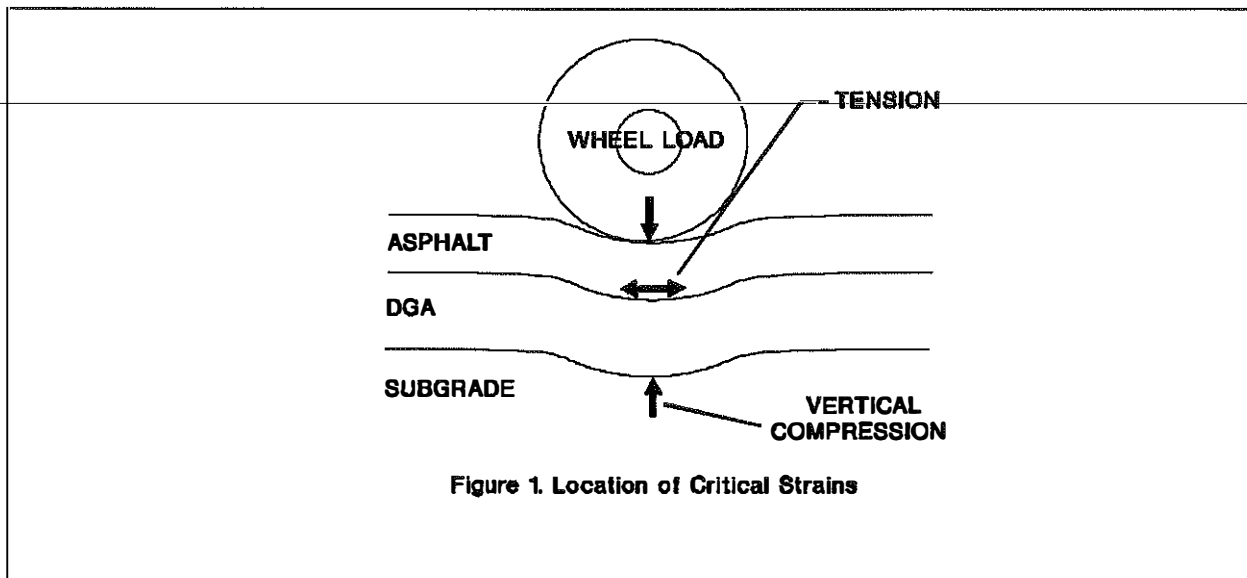 TENSION
WHEEL LOAD
ASPHALT
DGA
SUBGRADE
VERTICAL
COMPRESSION
Figure 1. Location of Critical Strains